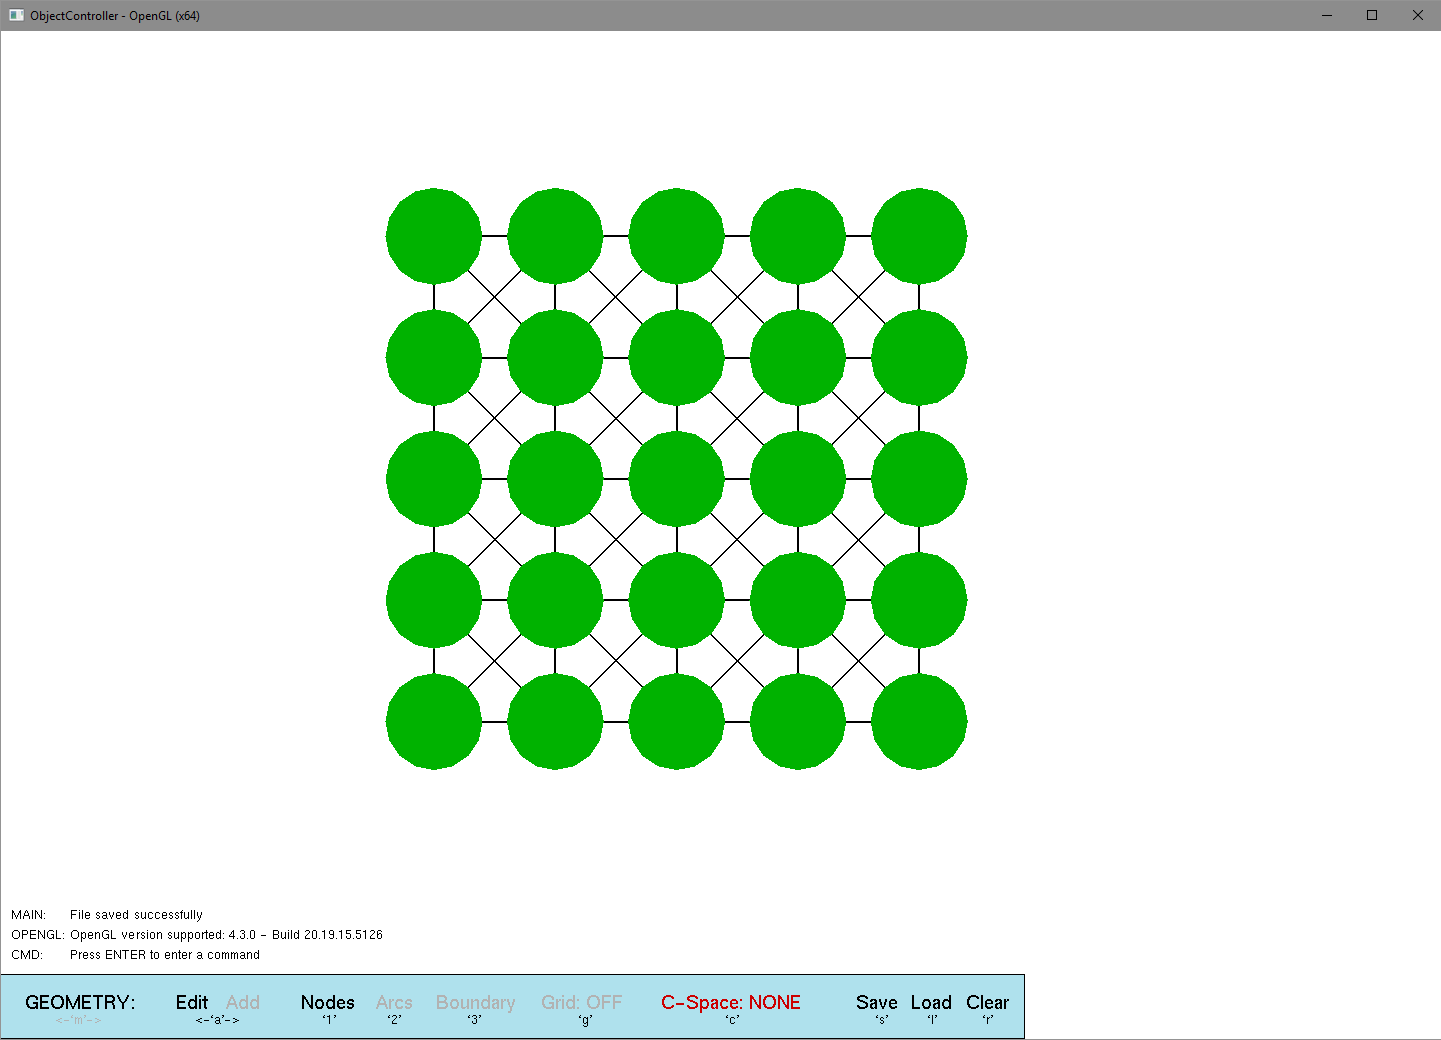 ObjectController - OpenGL (x64)
MAIN: File saved successfully
OPENGL: OpenGL version supported: 4.3.0 - Build 20.19.15.5126
CMD: Press ENTER to enter a command
GEOMETRY: Edit Add Nodes Arcs Boundary Grid: OFF C-Space: NONE Save Load Clear
<-'m'-> <-'a'-> '1' '2' '3' 'g' 'c' 's' 'l' 'r'